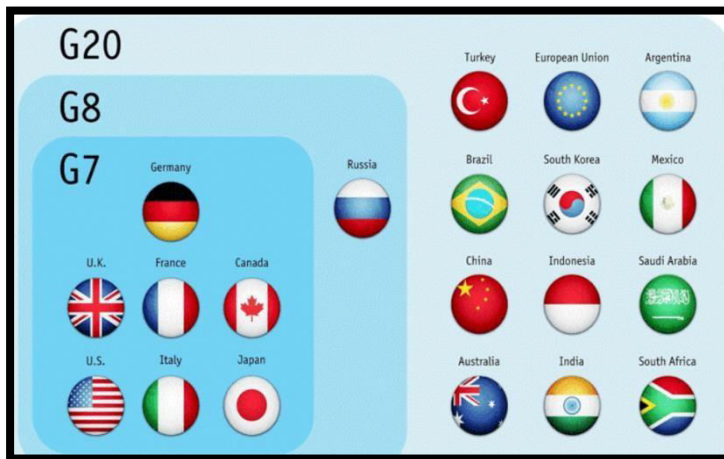 G20
G8
G7
Germany
Russia
U.K.
France
Canada
U.S.
Italy
Japan
Turkey
European Union
Argentina
Brazil
South Korea
Mexico
China
Indonesia
Saudi Arabia
Australia
India
South Africa